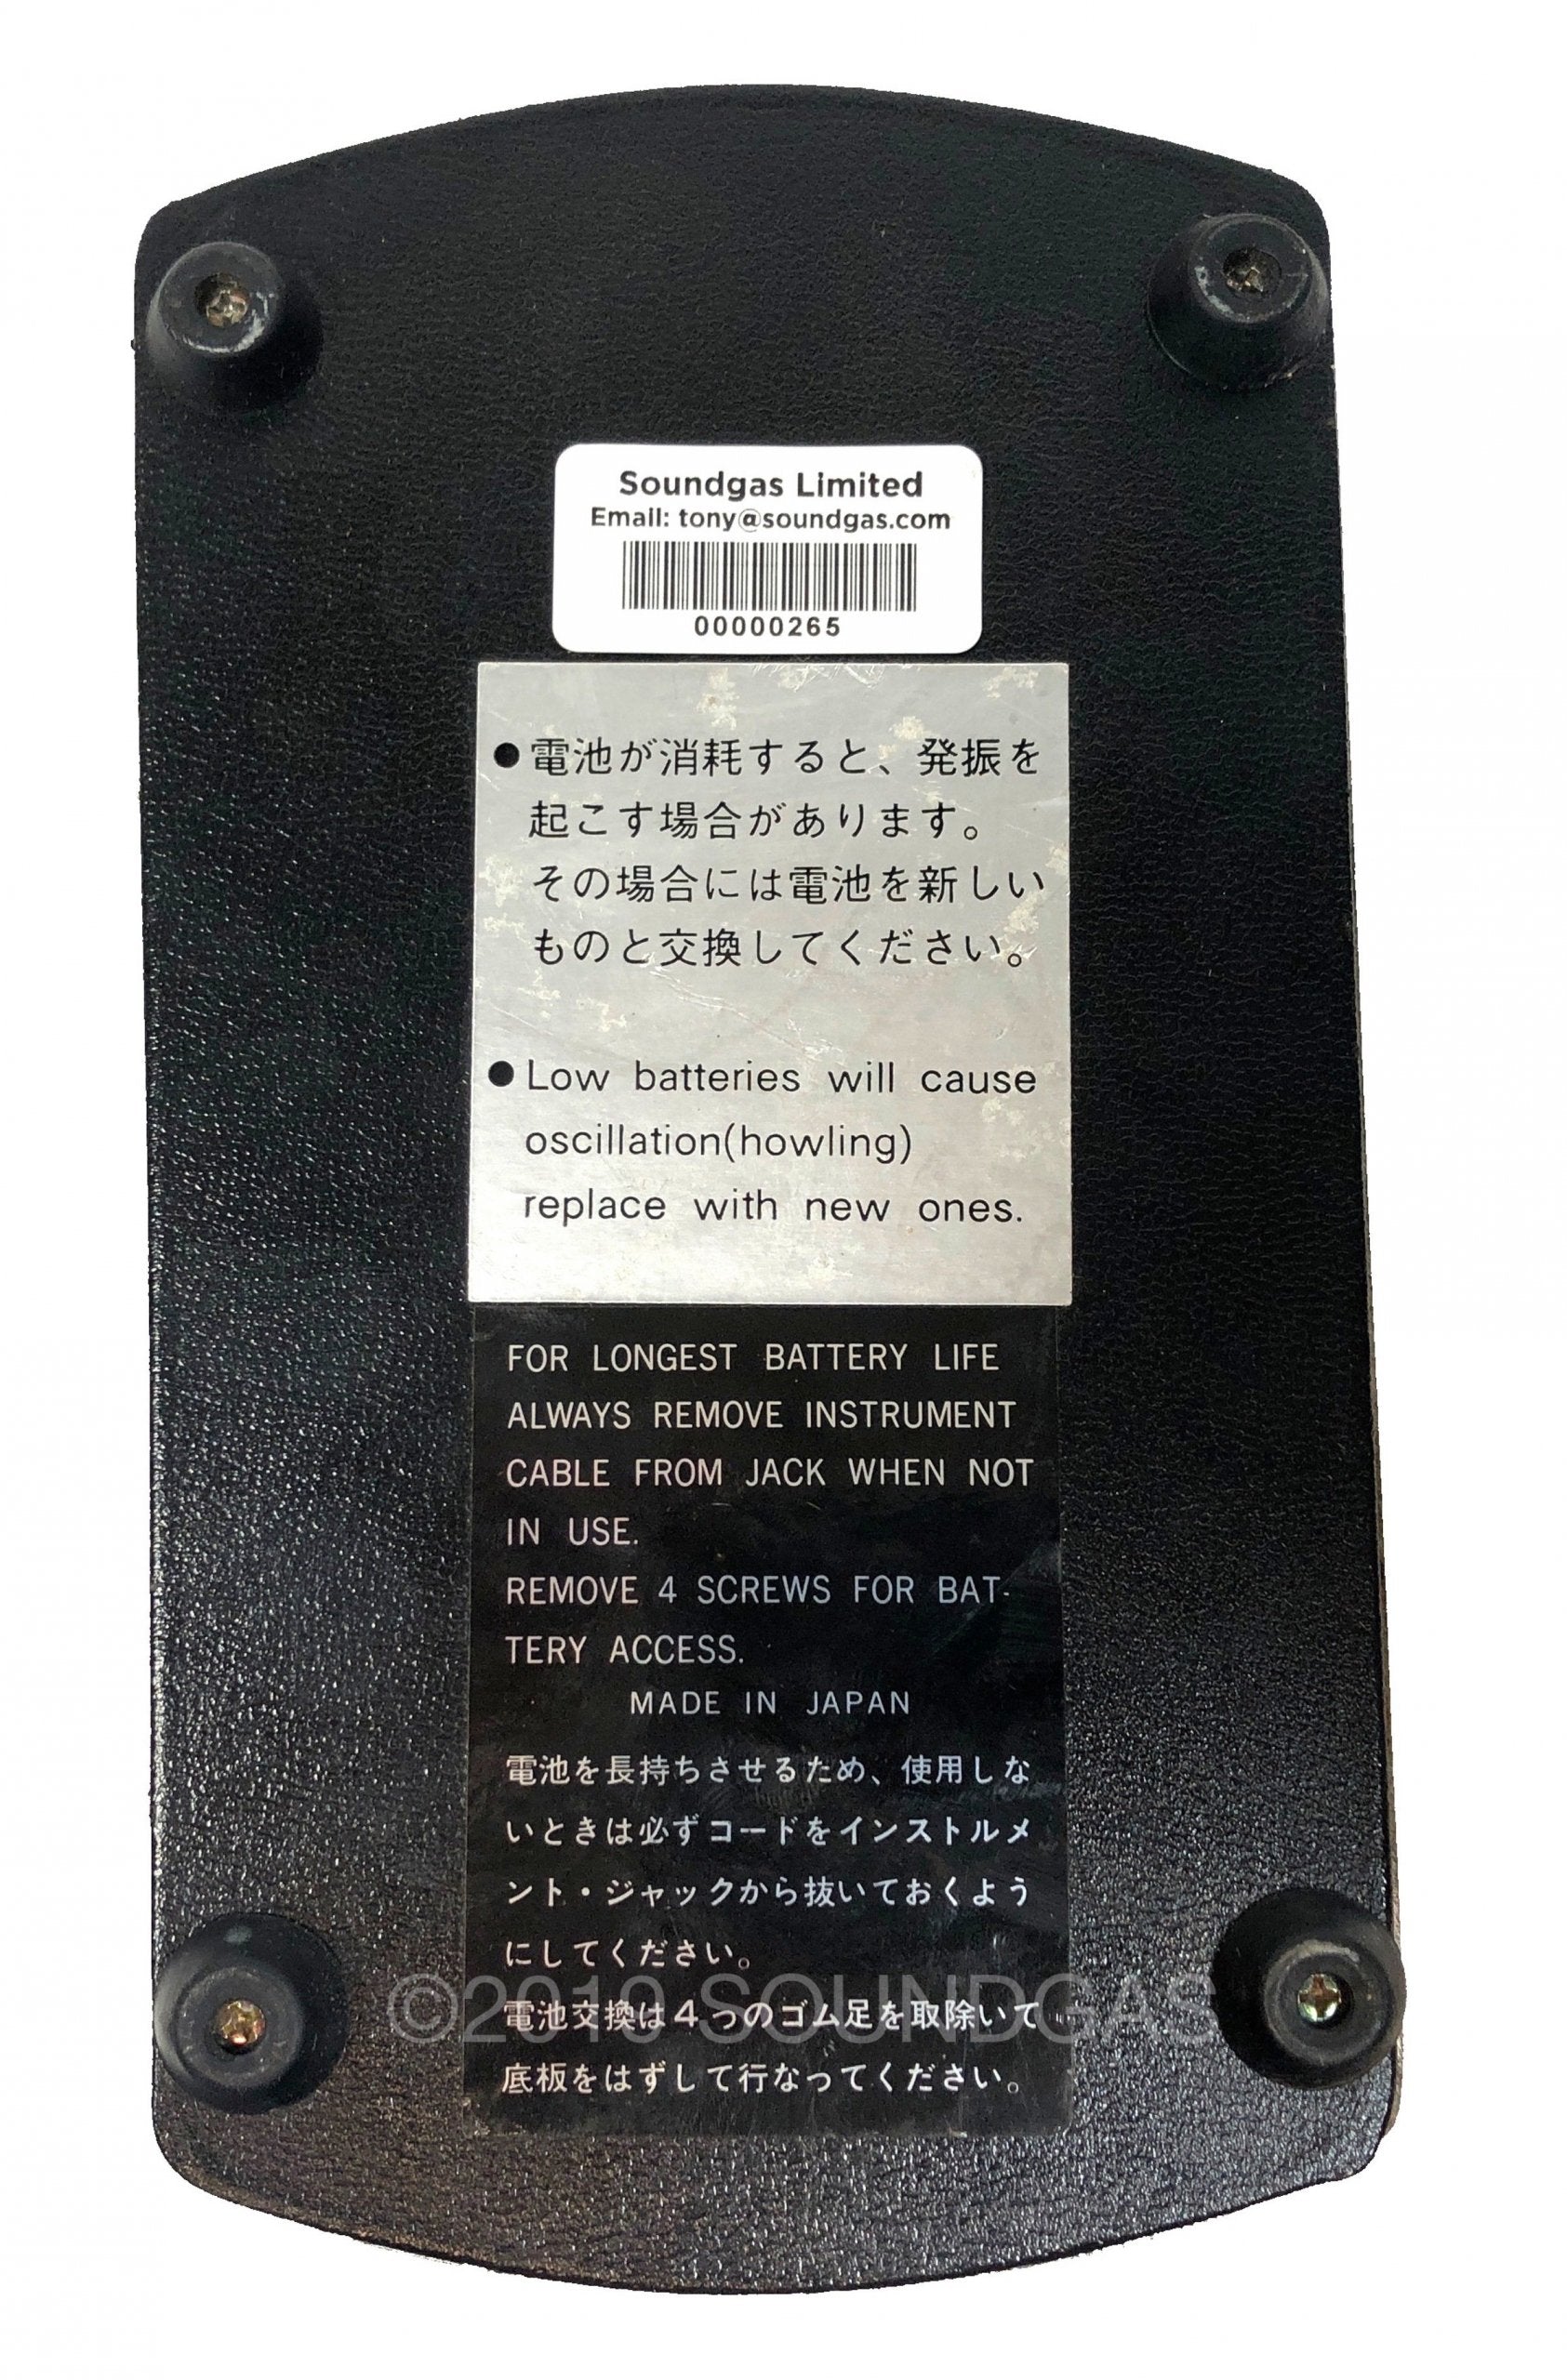 Soundgas Limited
Email: tony@soundgas.com
00000265
●電池が消耗すると、発振を
起こす場合があります。
その場合には電池を新しい
ものと交換してください。
●Low batteries will cause
oscillation(howling)
replace with new ones.
FOR LONGEST BATTERY LIFE
ALWAYS REMOVE INSTRUMENT
CABLE FROM JACK WHEN NOT
IN USE.
REMOVE 4 SCREWS FOR BAT-
TERY ACCESS.
MADE IN JAPAN
電池を長持ちさせるため、使用しな
いときは必ずコードをインストルメ
ント・ジャックから抜いておくよう
にしてください。
©2010 SOUNDGAS
電池交換は4つのゴム足を取除いて
底板をはずして行なってください。